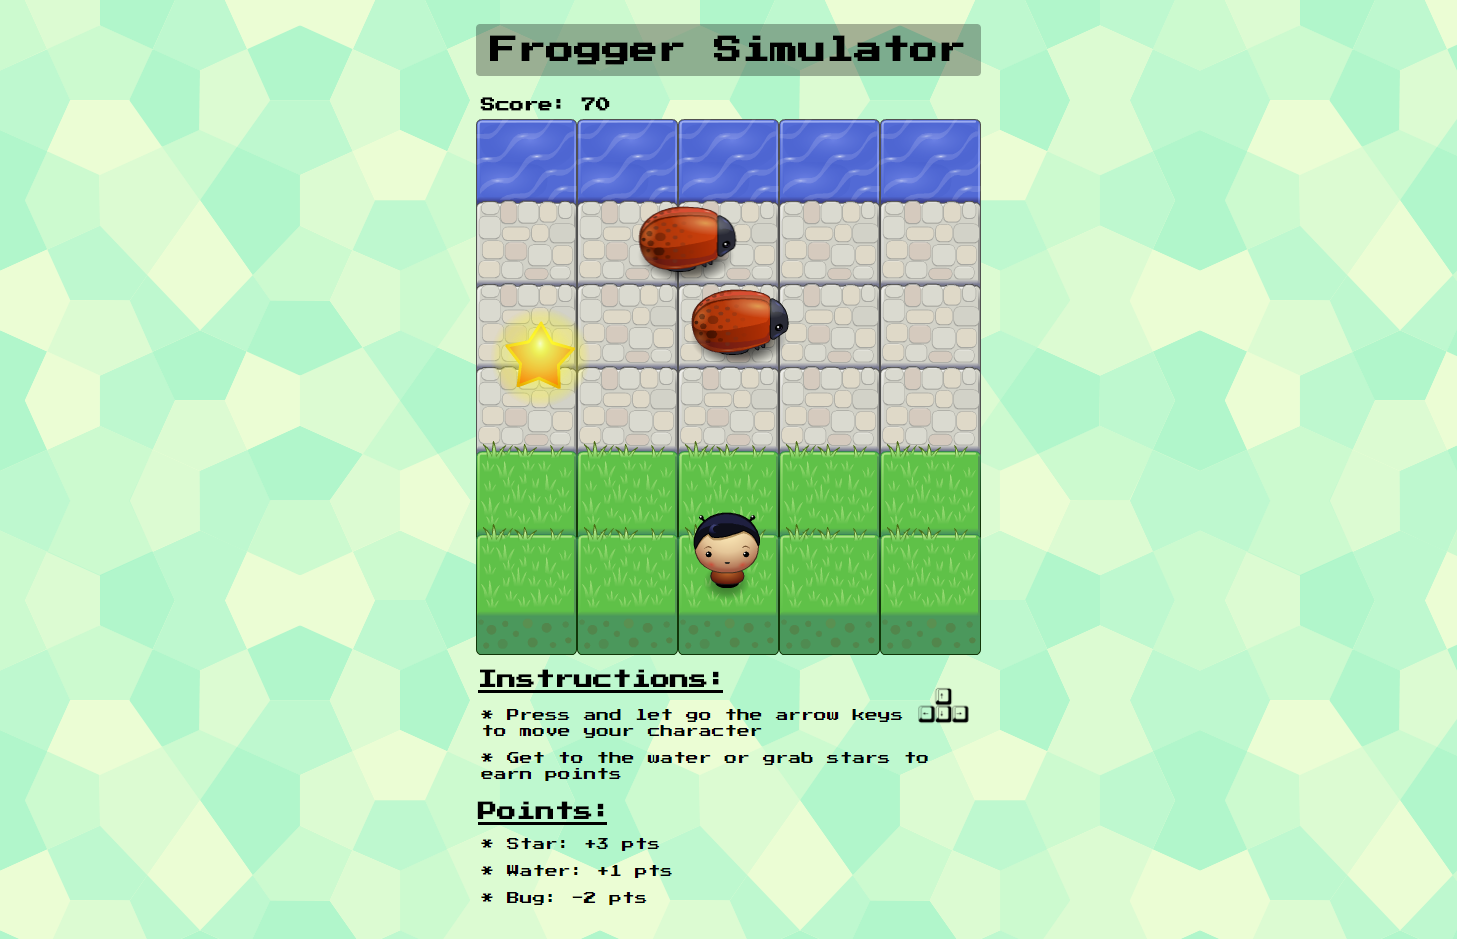 Frogger Simulator
Score: 70
Instructions:
* Press and let go the arrow keys
to move your character
* Get to the water or grab stars to
earn points
Points:
* Star: +3 pts
* Water: +1 pts
* Bug: -2 pts